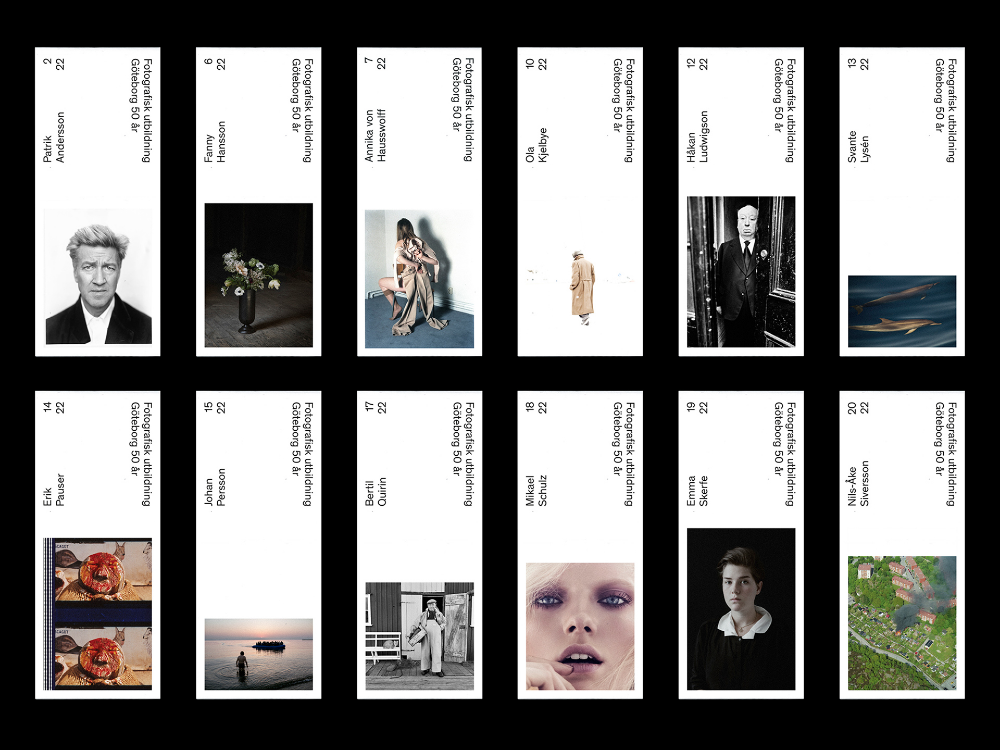 Patrik 2
Andersson 22
Fotografisk utbildning
Göteborg 50 år
Fanny 6
Hansson 22
Fotografisk utbildning
Göteborg 50 år
Annika von 7
Hausswolff 22
Fotografisk utbildning
Göteborg 50 år
Ola 10
Kjelbye 22
Fotografisk utbildning
Göteborg 50 år
Håkan 12
Ludwigson 22
Fotografisk utbildning
Göteborg 50 år
Svante 13
Lysén 22
Fotografisk utbildning
Göteborg 50 år
Erik 14
Pauser 22
Fotografisk utbildning
Göteborg 50 år
Johan 15
Persson 22
Fotografisk utbildning
Göteborg 50 år
Bertil 17
Quirin 22
Fotografisk utbildning
Göteborg 50 år
Mikael 18
Schulz 22
Fotografisk utbildning
Göteborg 50 år
Emma 19
Skerfe 22
Fotografisk utbildning
Göteborg 50 år
Nils-Åke 20
Siversson 22
Fotografisk utbildning
Göteborg 50 år